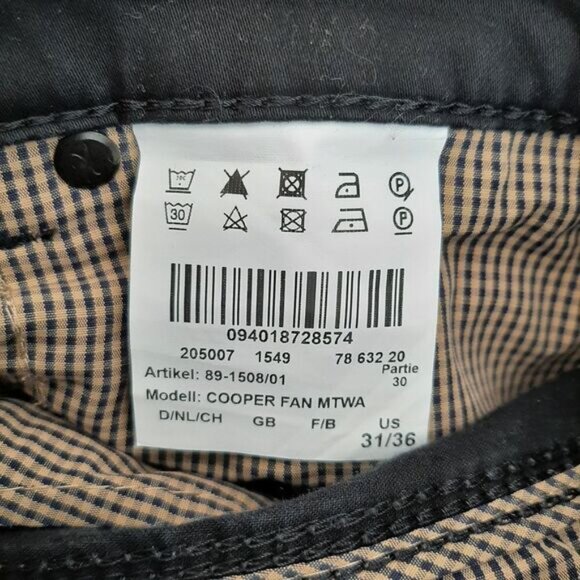 30
094018728574
205007 1549 78 632 20
Artikel: 89-1508/01 Partie
30
Modell: COOPER FAN MTWA
D/NL/CH GB F/B US
31/36